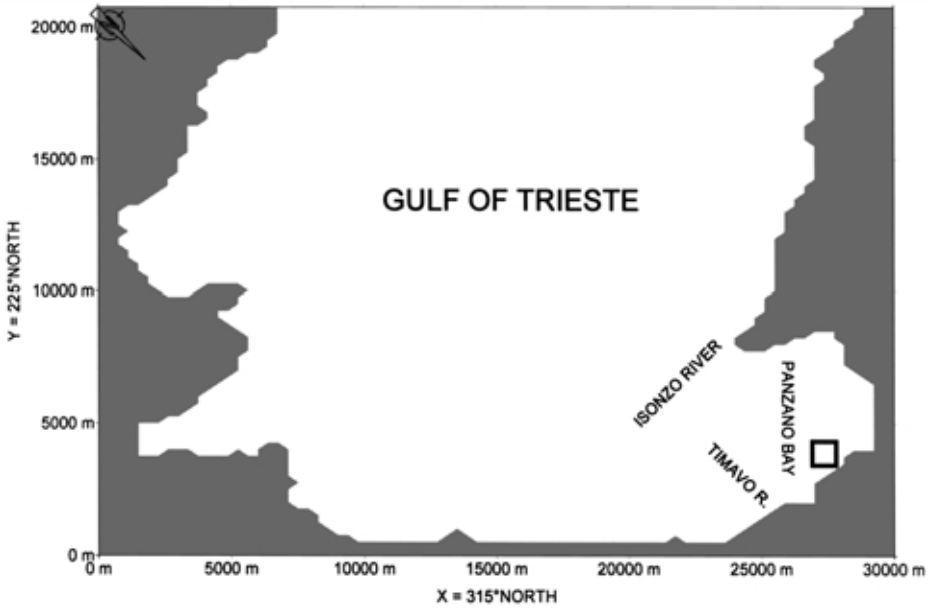 20000 m
15000 m
10000 m
5000 m
0 m
Y = 225°NORTH
GULF OF TRIESTE
ISONZO RIVER
PANZANO BAY
TIMAVO R.
0 m
5000 m
10000 m
15000 m
20000 m
25000 m
30000 m
X = 315°NORTH